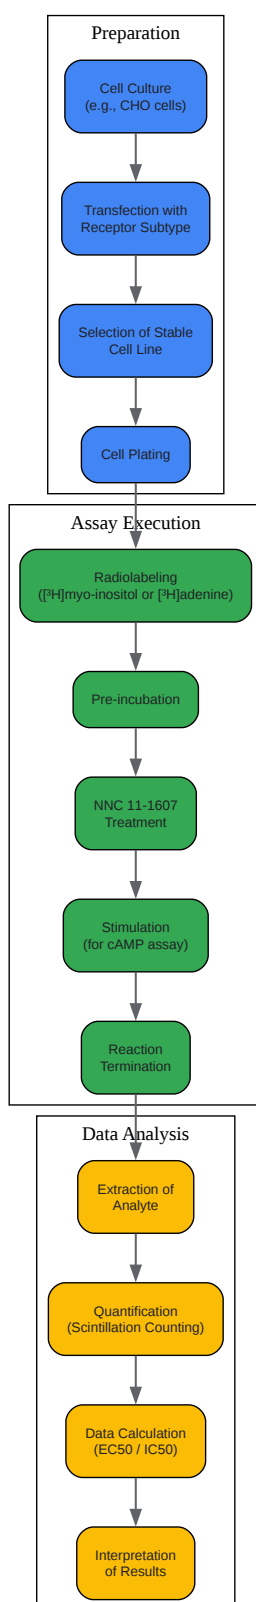 Preparation
Cell Culture
(e.g., CHO cells)
Transfection with
Receptor Subtype
Selection of Stable
Cell Line
Cell Plating
Assay Execution
Radiolabeling
([³H]myo-inositol or [³H]adenine)
Pre-incubation
NNC 11-1607
Treatment
Stimulation
(for cAMP assay)
Reaction
Termination
Data Analysis
Extraction of
Analyte
Quantification
(Scintillation Counting)
Data Calculation
(EC50 / IC50)
Interpretation
of Results